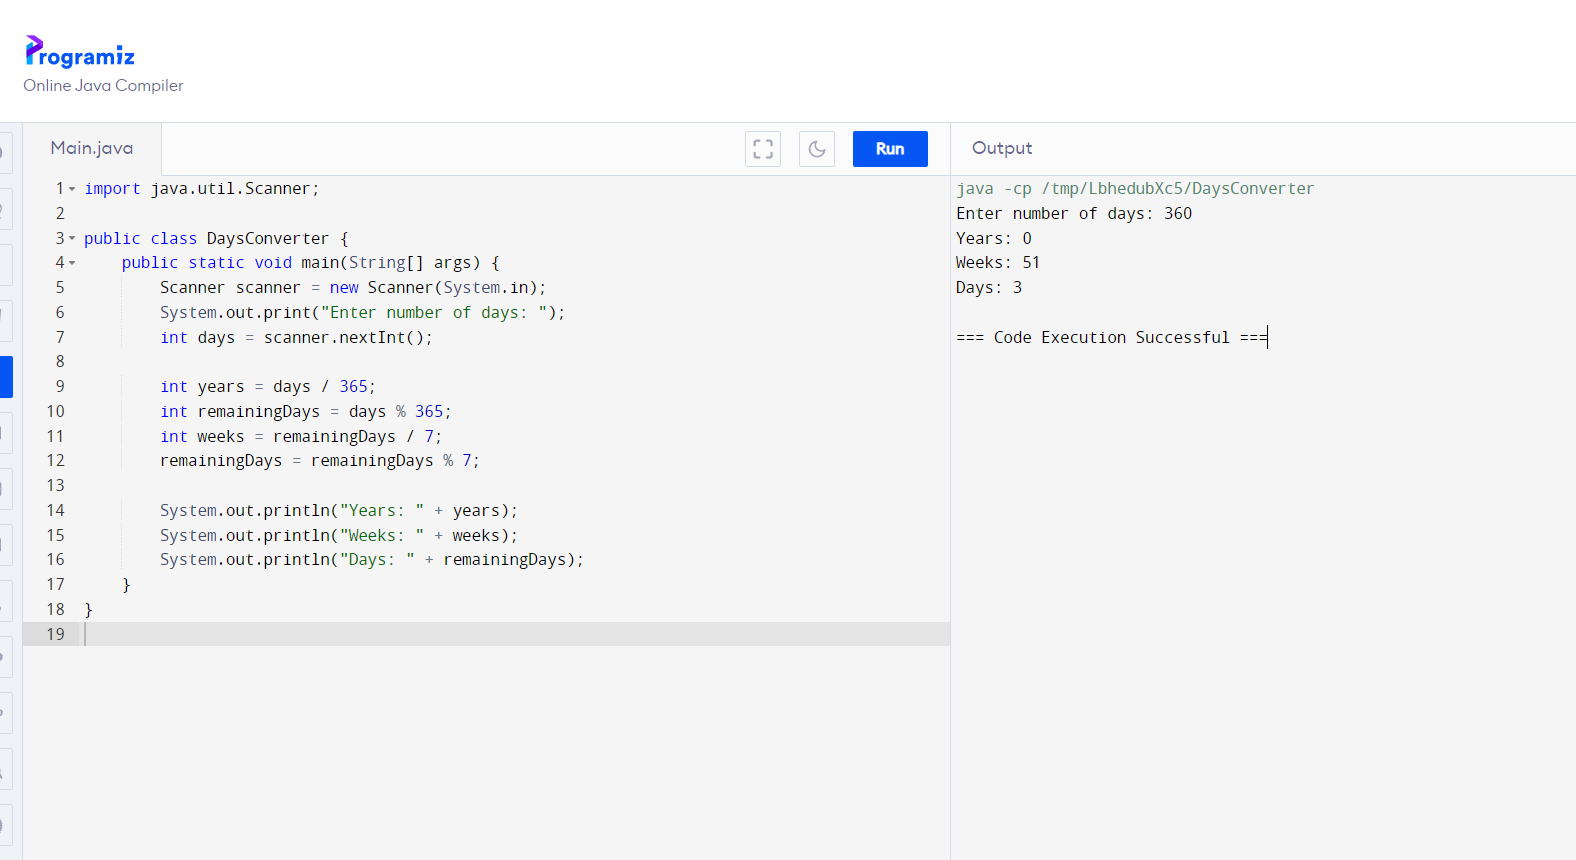 Programiz
Online Java Compiler
Main.java
Run
Output
1 import java.util.Scanner;
2
3 public class DaysConverter {
4     public static void main(String[] args) {
5         Scanner scanner = new Scanner(System.in);
6         System.out.print("Enter number of days: ");
7         int days = scanner.nextInt();
8
9         int years = days / 365;
10         int remainingDays = days % 365;
11         int weeks = remainingDays / 7;
12         remainingDays = remainingDays % 7;
13
14         System.out.println("Years: " + years);
15         System.out.println("Weeks: " + weeks);
16         System.out.println("Days: " + remainingDays);
17     }
18 }
19
java -cp /tmp/LbhedubXc5/DaysConverter
Enter number of days: 360
Years: 0
Weeks: 51
Days: 3
=== Code Execution Successful ===